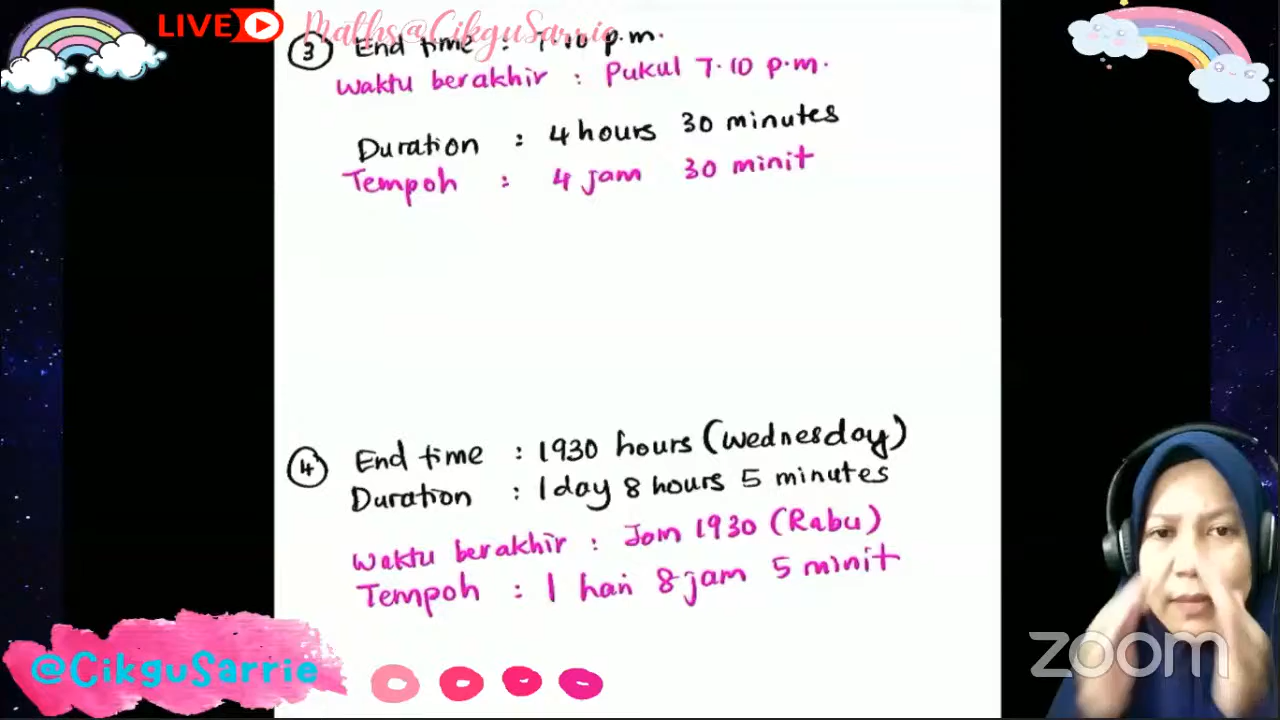 LIVE
Maths@CikguSarrie
3 End time : 7.10 p.m.
Waktu berakhir : Pukul 7.10 p.m.
Duration : 4 hours 30 minutes
Tempoh : 4 jam 30 minit
4 End time : 1930 hours (Wednesday)
Duration : 1 day 8 hours 5 minutes
Waktu berakhir : Jam 1930 (Rabu)
Tempoh : 1 hari 8 jam 5 minit
@CikguSarrie
zoom